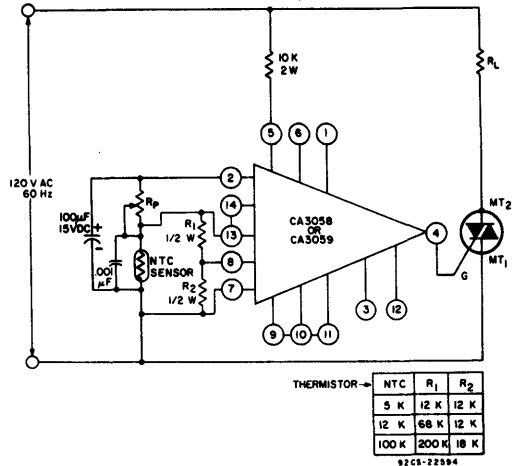 10 K
2 W
R_L
5
6
1
120 V AC
60 Hz
2
MT2
100µF
15VDC
+
-
R_P
14
R1
1/2 W
13
CA3058
OR
CA3059
4
.001
µF
NTC
SENSOR
8
G
MT1
R2
1/2 W
7
3
12
9
10
11
THERMISTOR
NTC R1 R2
5 K 12 K 12 K
12 K 68 K 12 K
100 K 200 K 18 K
92CS-22594